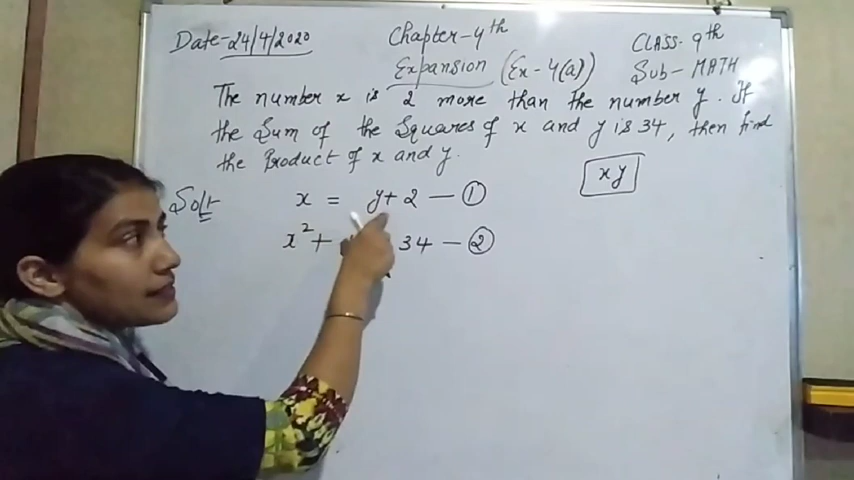 Date-24/4/2020
Chapter-4th
CLASS- 9th
Expansion (Ex-4(a))
Sub-MATH
The number x is 2 more than the number y. If
the Sum of the Squares of x and y is 34, then find
the Product of x and y.
xy
Sol:-
x = y+2 — ①
x² + 34 — ②